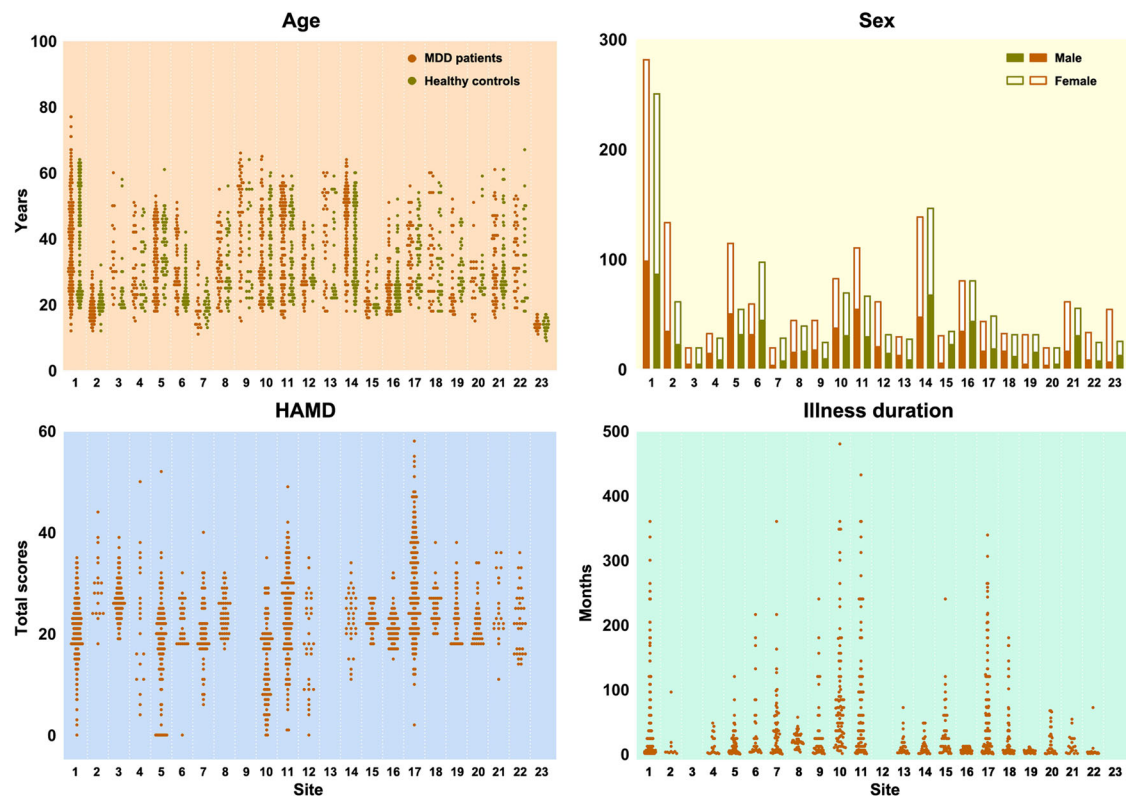 Age
100
80
60
40
20
0
Years
MDD patients
Healthy controls
1 2 3 4 5 6 7 8 9 10 11 12 13 14 15 16 17 18 19 20 21 22 23
Sex
300
200
100
0
Male
Female
1 2 3 4 5 6 7 8 9 10 11 12 13 14 15 16 17 18 19 20 21 22 23
HAMD
60
40
20
0
Total scores
1 2 3 4 5 6 7 8 9 10 11 12 13 14 15 16 17 18 19 20 21 22 23
Site
Illness duration
500
400
300
200
100
0
Months
1 2 3 4 5 6 7 8 9 10 11 12 13 14 15 16 17 18 19 20 21 22 23
Site